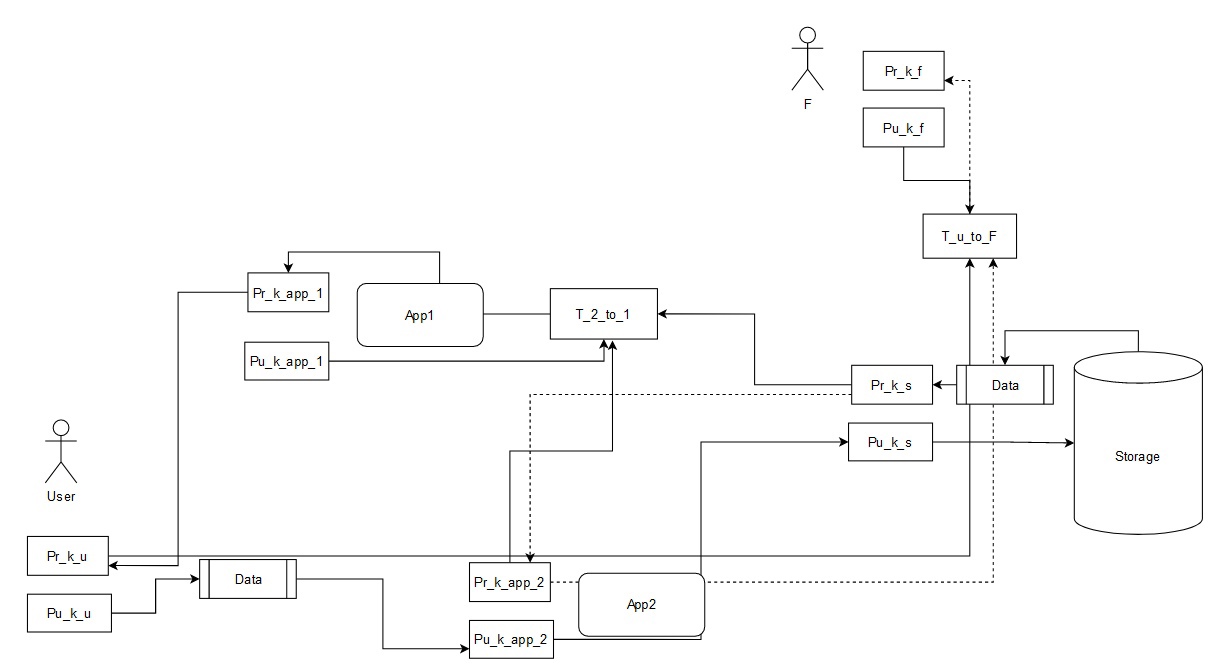 Pr_k_f
F
Pu_k_f
T_u_to_F
Pr_k_app_1
App1
T_2_to_1
Pu_k_app_1
Pr_k_s
Data
Pu_k_s
Storage
User
Pr_k_u
Data
Pr_k_app_2
App2
Pu_k_u
Pu_k_app_2